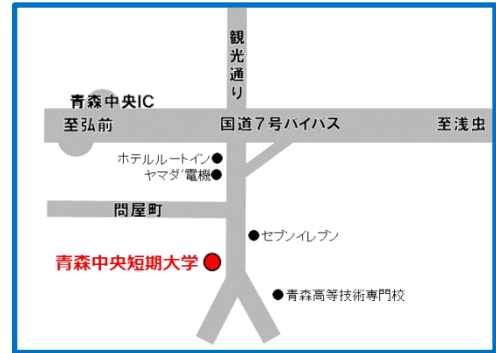 観光通り
青森中央IC
至弘前
国道7号バイパス
至浅虫
ホテルルートイン
ヤマダ電機
問屋町
セブンイレブン
青森中央短期大学
青森高等技術専門校